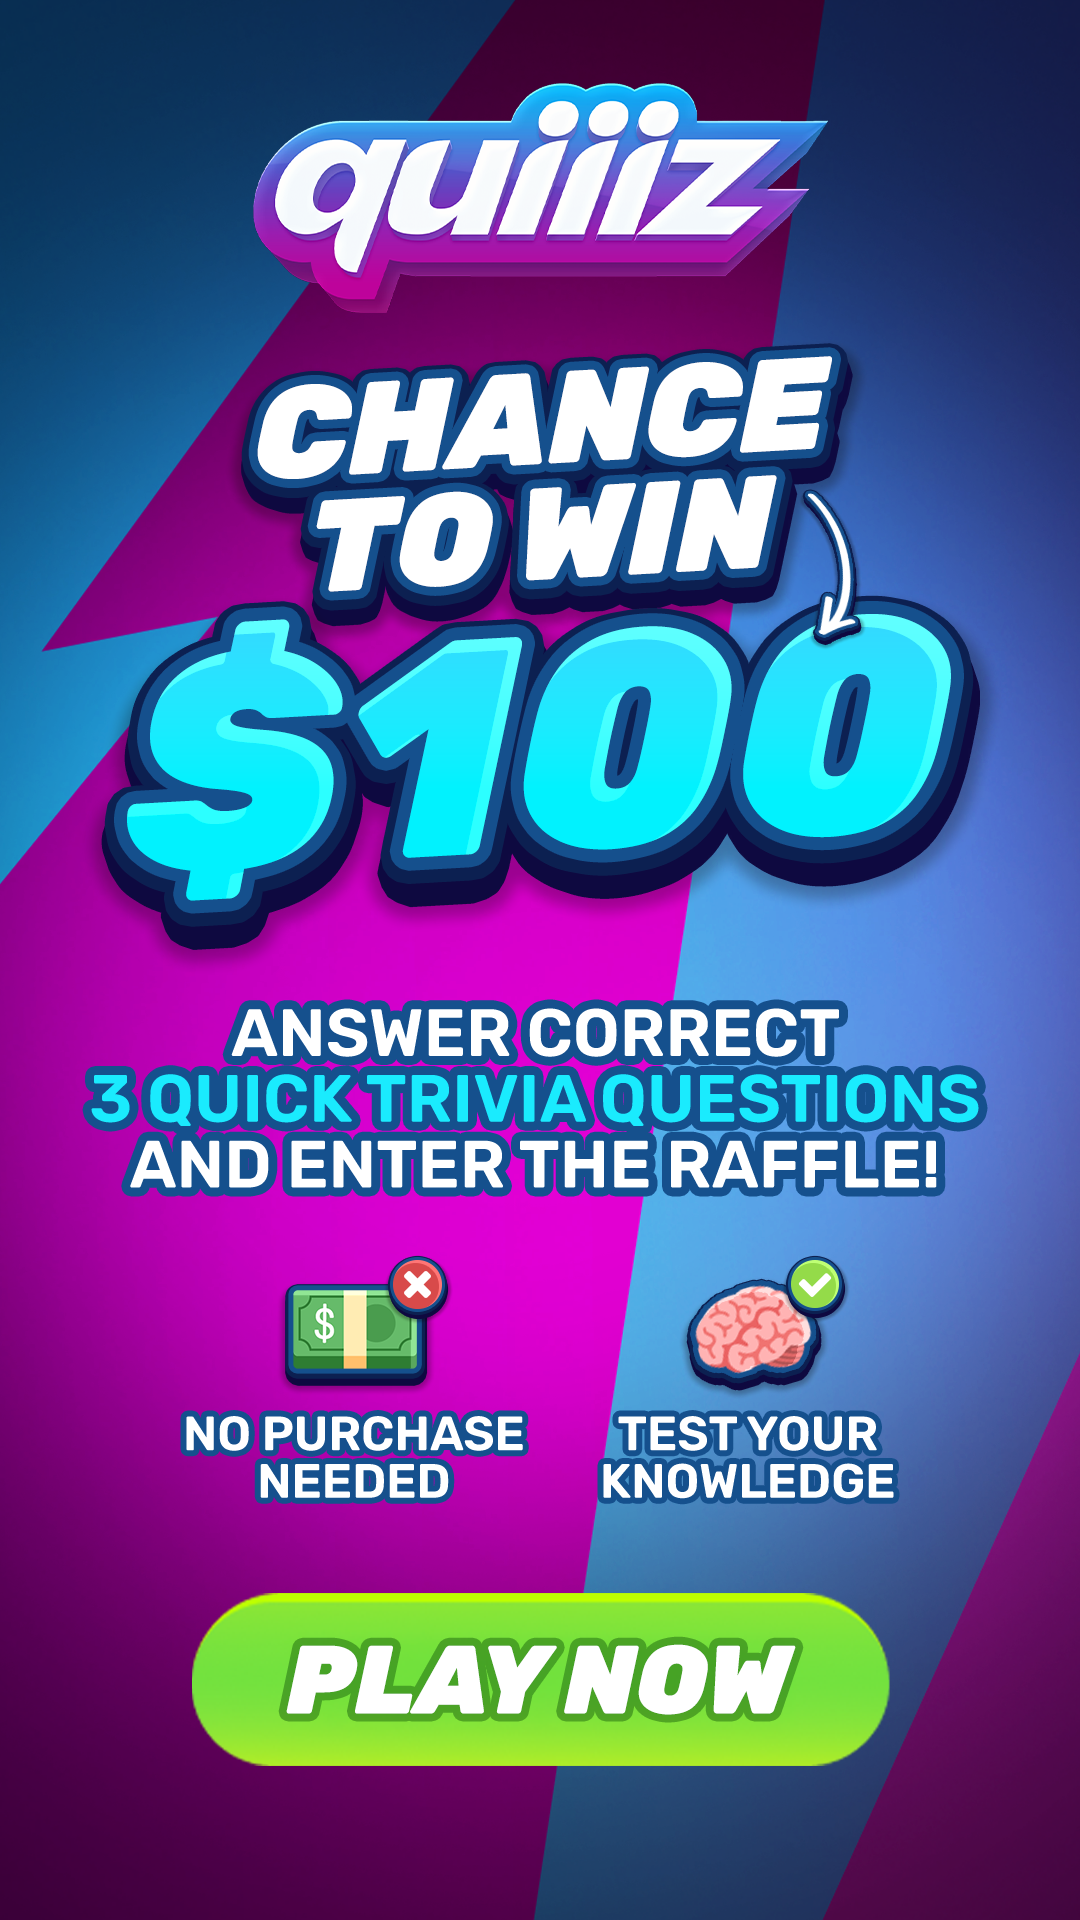 quiiiz
CHANCE
TO WIN
$100
ANSWER CORRECT
3 QUICK TRIVIA QUESTIONS
AND ENTER THE RAFFLE!
$
NO PURCHASE
NEEDED
TEST YOUR
KNOWLEDGE
PLAY NOW